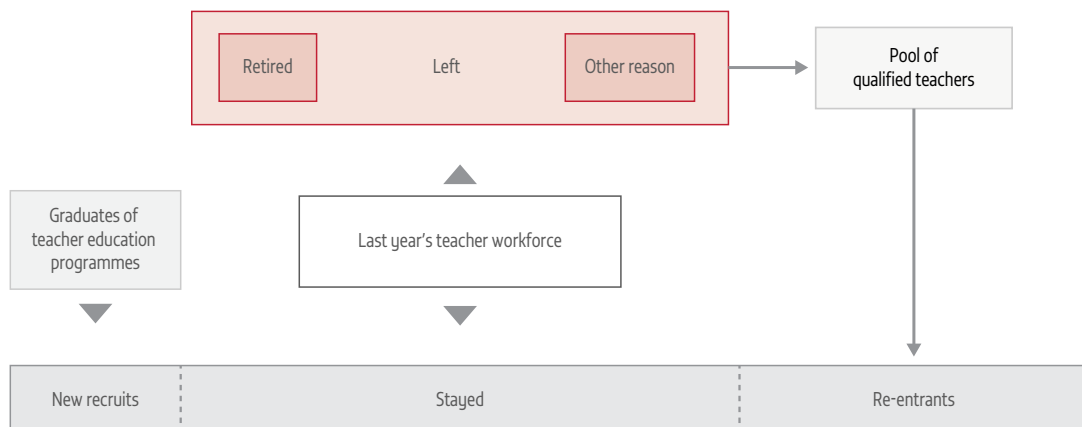 Retired
Left
Other reason
Pool of
qualified teachers
Graduates of
teacher education
programmes
Last year's teacher workforce
New recruits
Stayed
Re-entrants